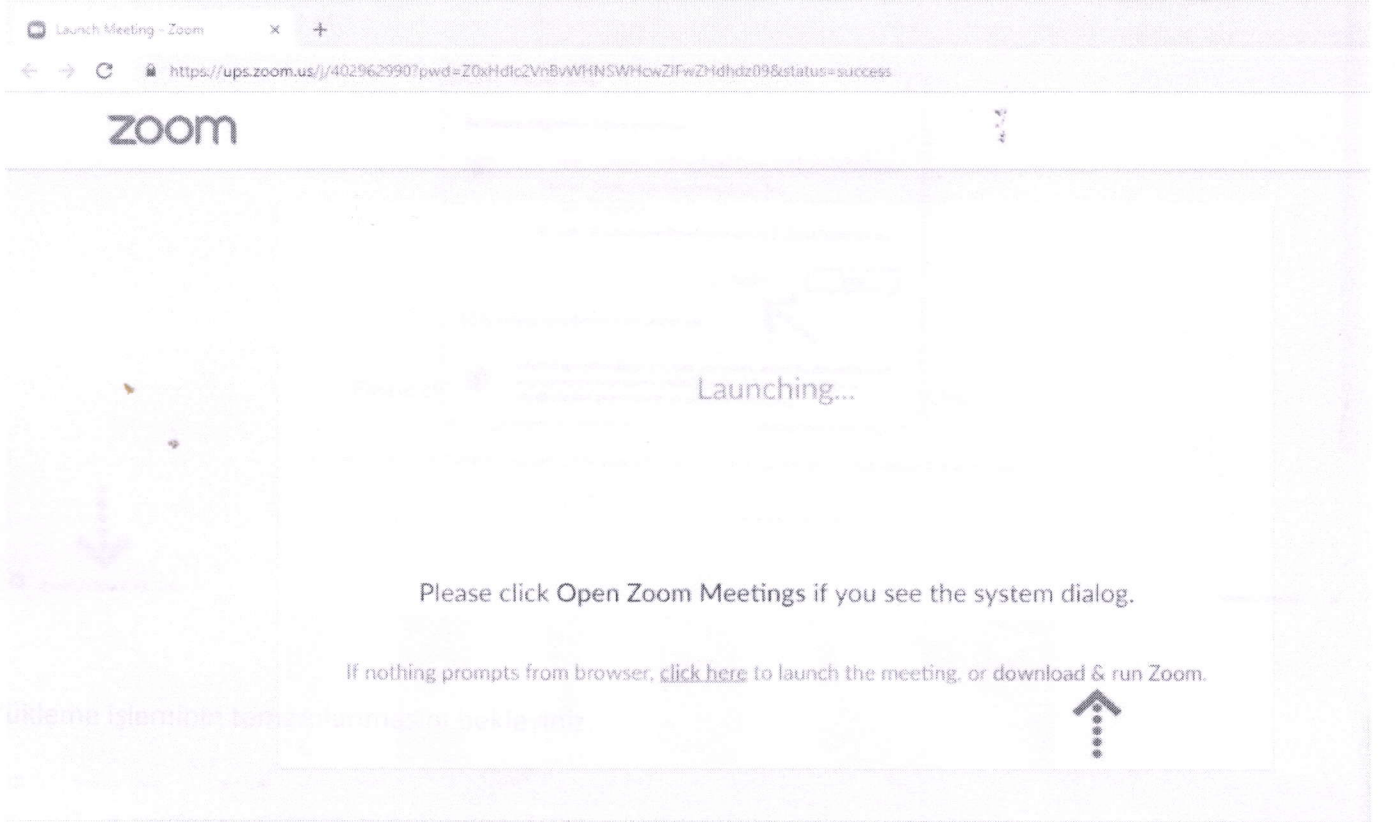 Launch Meeting - Zoom
https://ups.zoom.us/j/402962990?pwd=Z0xHdlc2VnBvWHNSWHcwZlFwZHdhdz09&status=success
zoom
Launching...
Please click Open Zoom Meetings if you see the system dialog.
If nothing prompts from browser, click here to launch the meeting, or download & run Zoom.